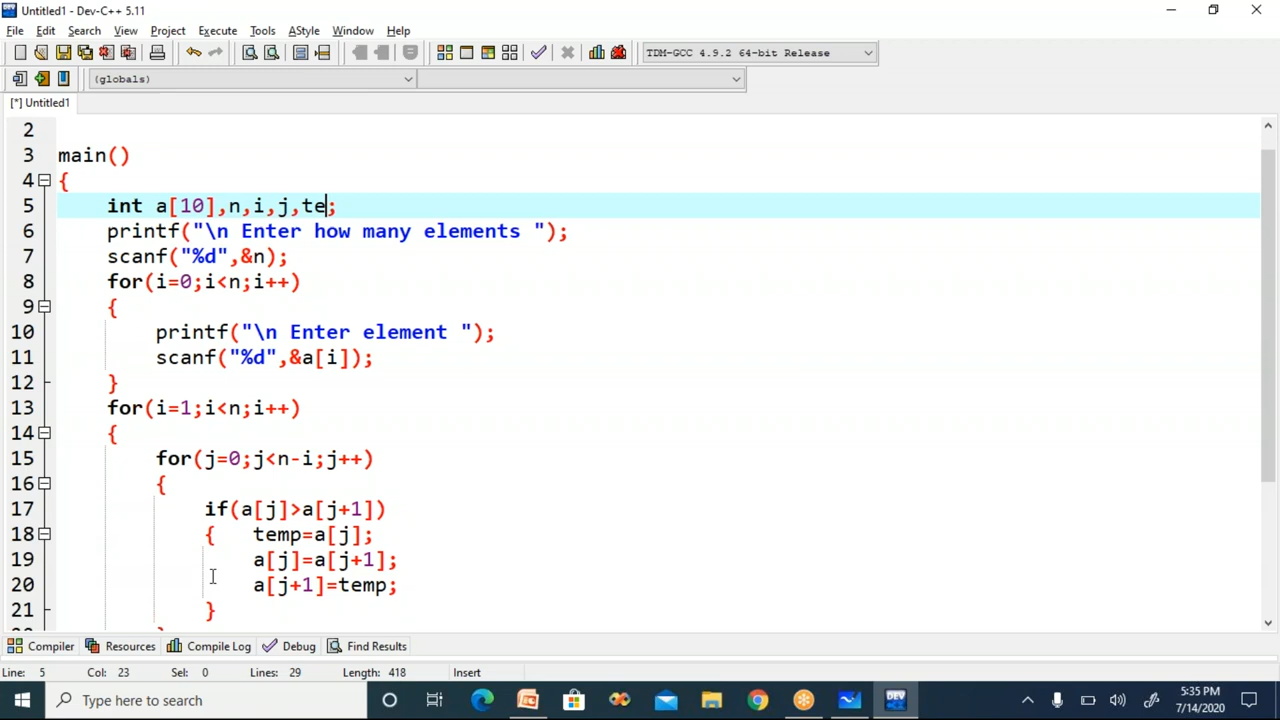 Untitled1 - Dev-C++ 5.11
File Edit Search View Project Execute Tools AStyle Window Help
TDM-GCC 4.9.2 64-bit Release
(globals)
[*] Untitled1
2
3 main()
4 {
5 int a[10],n,i,j,te;
6 printf("\n Enter how many elements ");
7 scanf("%d",&n);
8 for(i=0;i<n;i++)
9 {
10 printf("\n Enter element ");
11 scanf("%d",&a[i]);
12 }
13 for(i=1;i<n;i++)
14 {
15 for(j=0;j<n-i;j++)
16 {
17 if(a[j]>a[j+1])
18 { temp=a[j];
19 a[j]=a[j+1];
20 a[j+1]=temp;
21 }
Compiler Resources Compile Log Debug Find Results
Line: 5 Col: 23 Sel: 0 Lines: 29 Length: 418 Insert
Type here to search
DEV
5:35 PM
7/14/2020